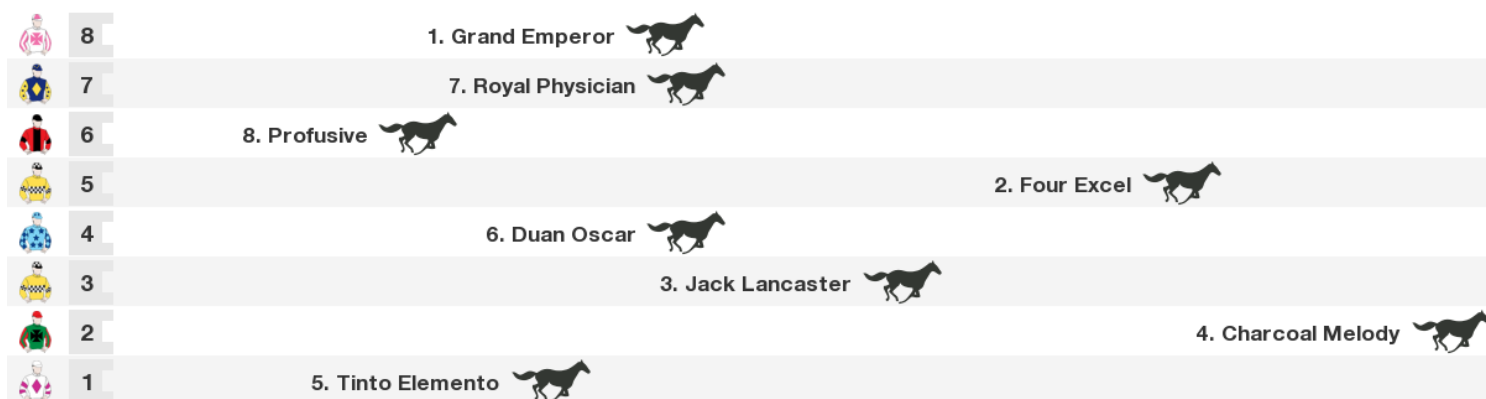 8 1. Grand Emperor
7 7. Royal Physician
6 8. Profusive
5 2. Four Excel
4 6. Duan Oscar
3 3. Jack Lancaster
2 4. Charcoal Melody
1 5. Tinto Elemento